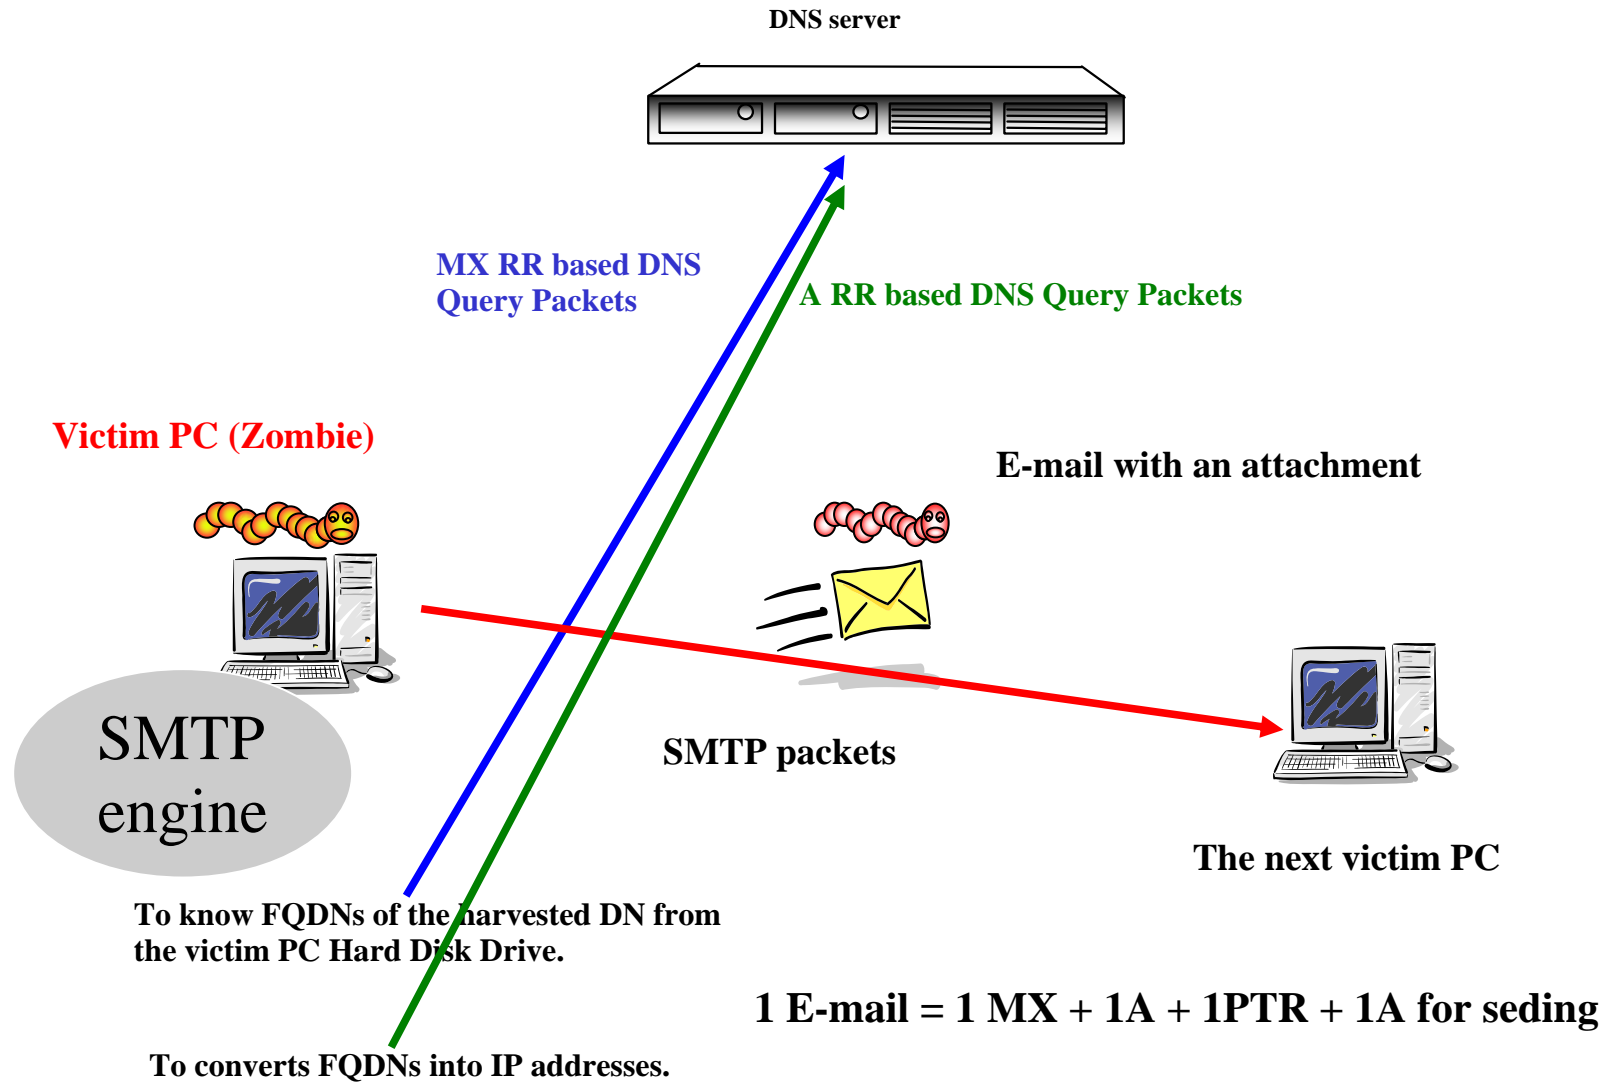 DNS server
MX RR based DNS
Query Packets
A RR based DNS Query Packets
Victim PC (Zombie)
E-mail with an attachment
SMTP
engine
SMTP packets
The next victim PC
To know FQDNs of the harvested DN from
the victim PC Hard Disk Drive.
1 E-mail = 1 MX + 1A + 1PTR + 1A for seding
To converts FQDNs into IP addresses.